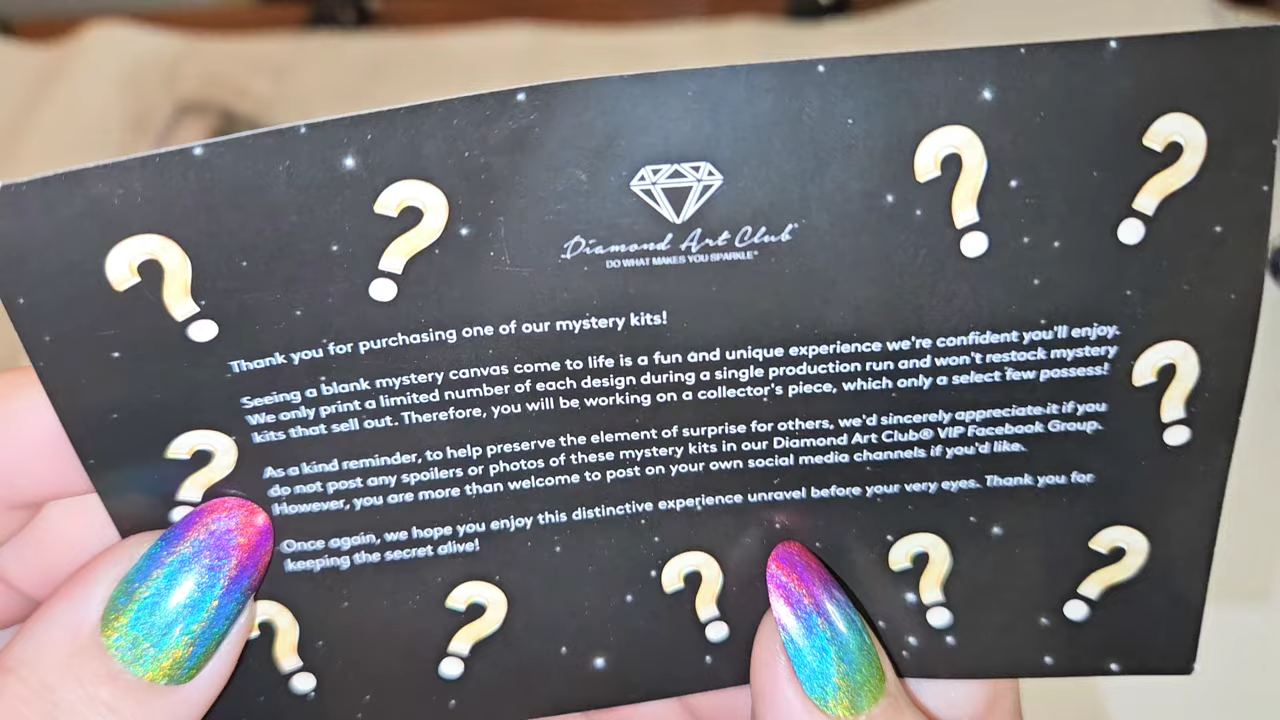 Diamond Art Club®
DO WHAT MAKES YOU SPARKLE®
Thank you for purchasing one of our mystery kits!
Seeing a blank mystery canvas come to life is a fun and unique experience we're confident you'll enjoy.
We only print a limited number of each design during a single production run and won't restock mystery
kits that sell out. Therefore, you will be working on a collector's piece, which only a select few possess!
As a kind reminder, to help preserve the element of surprise for others, we'd sincerely appreciate it if you
do not post any spoilers or photos of these mystery kits in our Diamond Art Club® VIP Facebook Group.
However, you are more than welcome to post on your own social media channels if you'd like.
Once again, we hope you enjoy this distinctive experience unravel before your very eyes. Thank you for
keeping the secret alive!